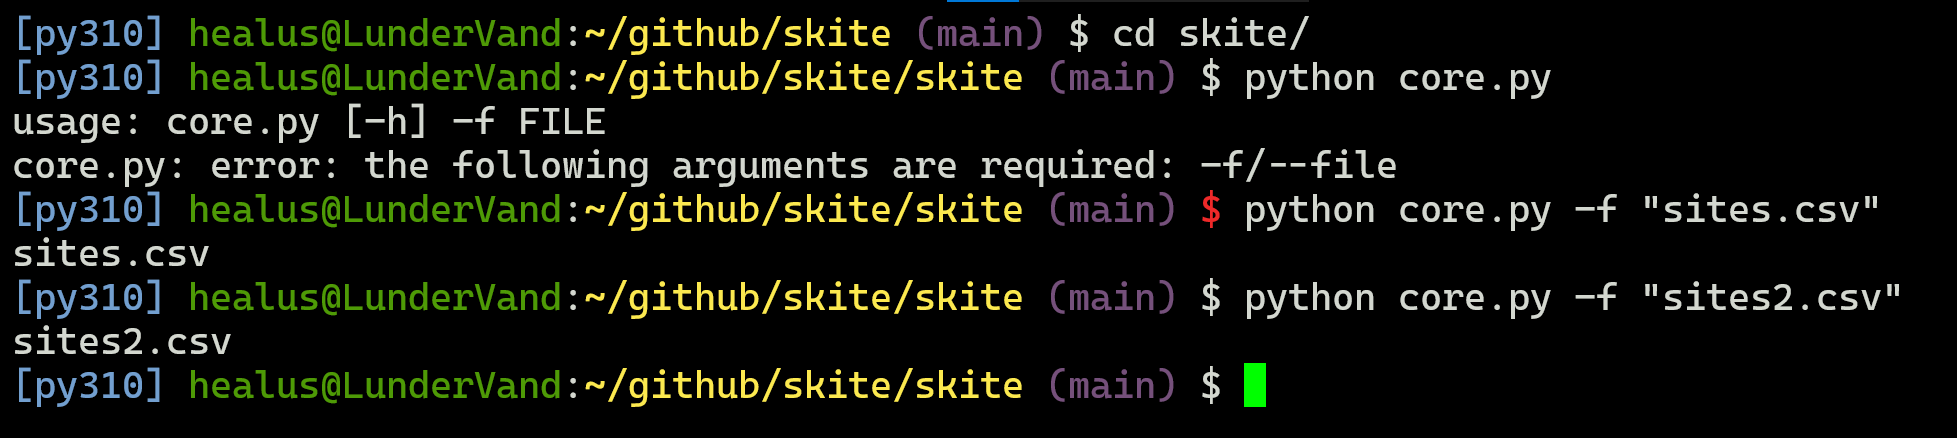 [py310] healus@LunderVand:~/github/skite (main) $ cd skite/
[py310] healus@LunderVand:~/github/skite/skite (main) $ python core.py
usage: core.py [-h] -f FILE
core.py: error: the following arguments are required: -f/--file
[py310] healus@LunderVand:~/github/skite/skite (main) $ python core.py -f "sites.csv"
sites.csv
[py310] healus@LunderVand:~/github/skite/skite (main) $ python core.py -f "sites2.csv"
sites2.csv
[py310] healus@LunderVand:~/github/skite/skite (main) $